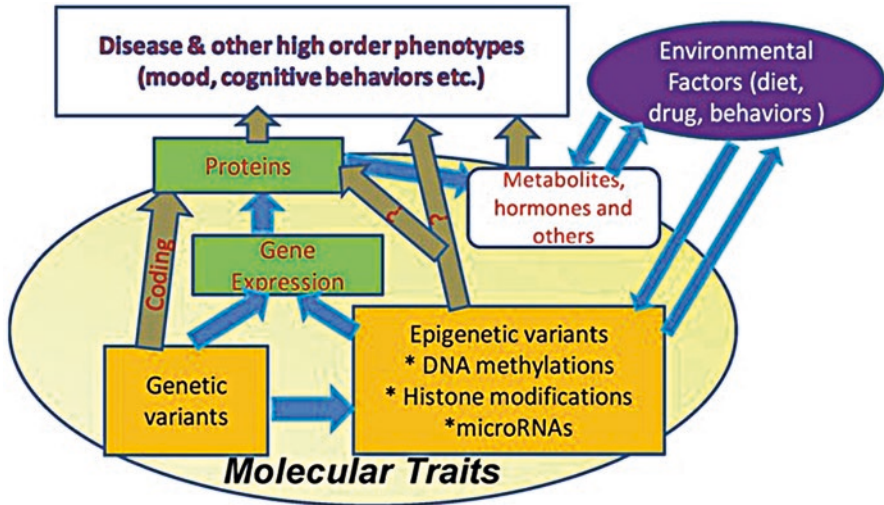 Disease & other high order phenotypes
(mood, cognitive behaviors etc.)
Environmental
Factors (diet,
drug, behaviors )
Proteins
Metabolites,
hormones and
others
?
?
Coding
Gene
Expression
Genetic
variants
Epigenetic variants
* DNA methylations
* Histone modifications
*microRNAs
Molecular Traits